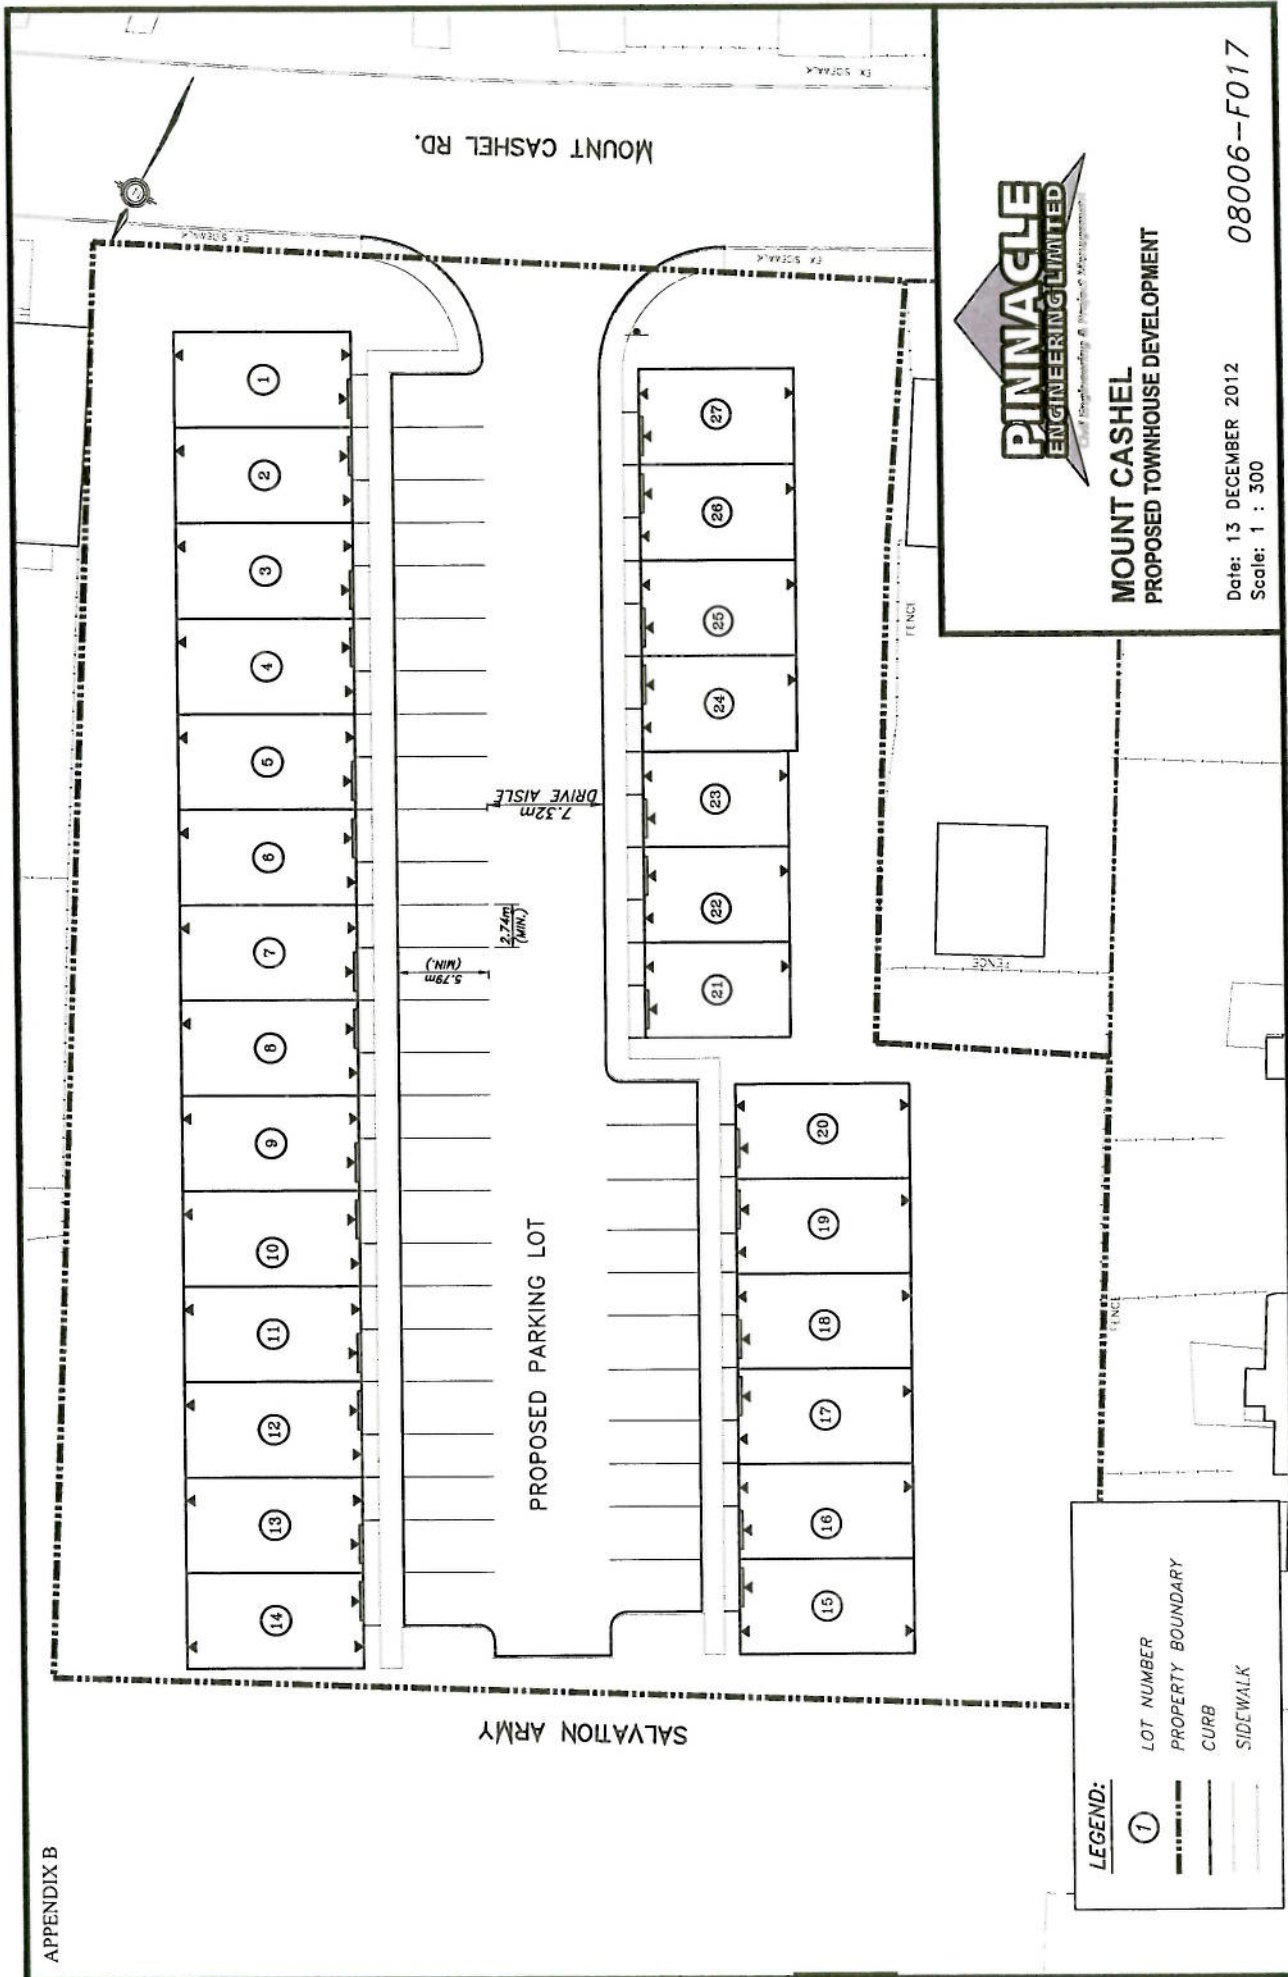 APPENDIX B
MOUNT CASHEL RD.
EX SIDEWALK
EX SIDEWALK
EX SIDEWALK
1
2
3
4
5
6
7
8
9
10
11
12
13
14
5.79m
(MIN.)
2.74m
(MIN.)
7.32m
DRIVE AISLE
PROPOSED PARKING LOT
27
26
25
24
23
22
21
20
19
18
17
16
15
SALVATION ARMY
FENCE
FENCE
FENCE
LEGEND:
1 LOT NUMBER
PROPERTY BOUNDARY
CURB
SIDEWALK
PINNACLE
ENGINEERING LIMITED
Civil Engineering & Project Management
MOUNT CASHEL
PROPOSED TOWNHOUSE DEVELOPMENT
Date: 13 DECEMBER 2012
Scale: 1 : 300
08006-F017